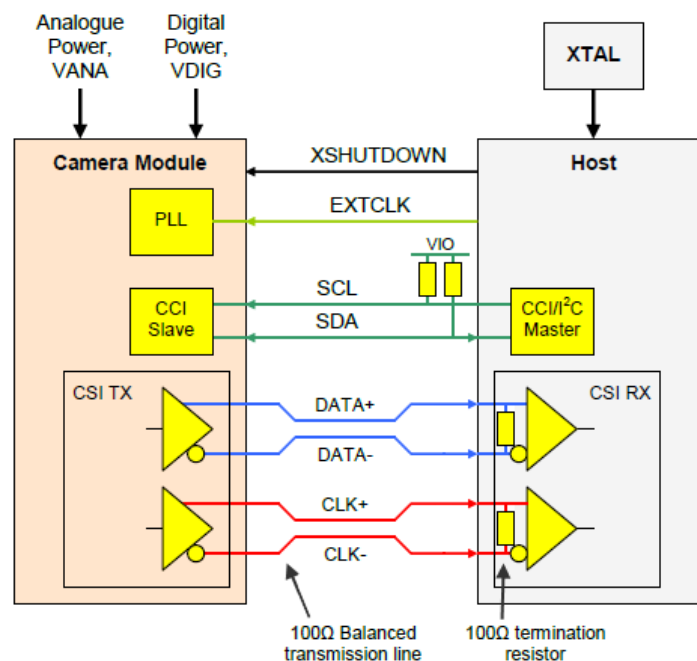 Analogue
Power,
VANA
Digital
Power,
VDIG
XTAL
Camera Module
XSHUTDOWN
Host
PLL
EXTCLK
VIO
SCL
CCI
Slave
SDA
CCI/I²C
Master
CSI TX
DATA+
CSI RX
DATA-
CLK+
CLK-
100Ω Balanced
transmission line
100Ω termination
resistor